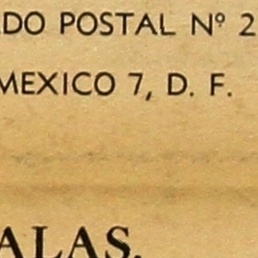 DO POSTAL Nº 2
MEXICO 7, D. F.
ALAS.